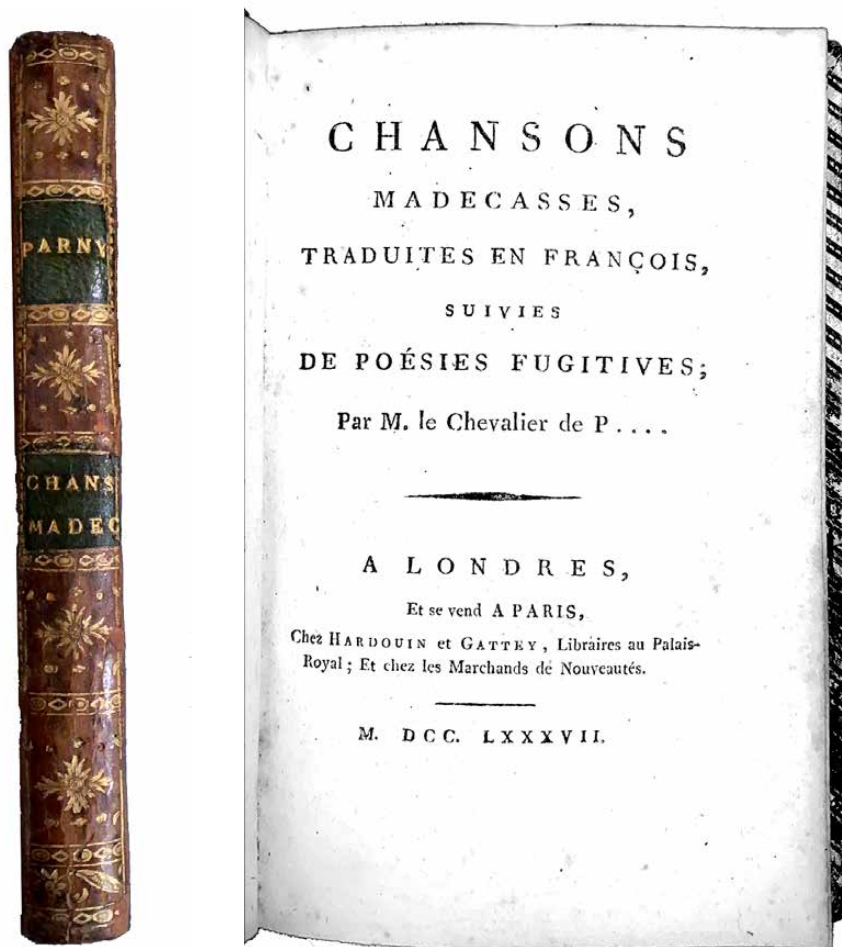 PARNY
CHANS
MADEC
CHANSONS
MADECASSES,
TRADUITES EN FRANÇOIS,
SUIVIES
DE POÉSIES FUGITIVES;
Par M. le Chevalier de P....
A LONDRES,
Et se vend A PARIS,
Chez HARDOUIN et GATTEY, Libraires au Palais-
Royal; Et chez les Marchands de Nouveautés.
M. DCC. LXXXVII.